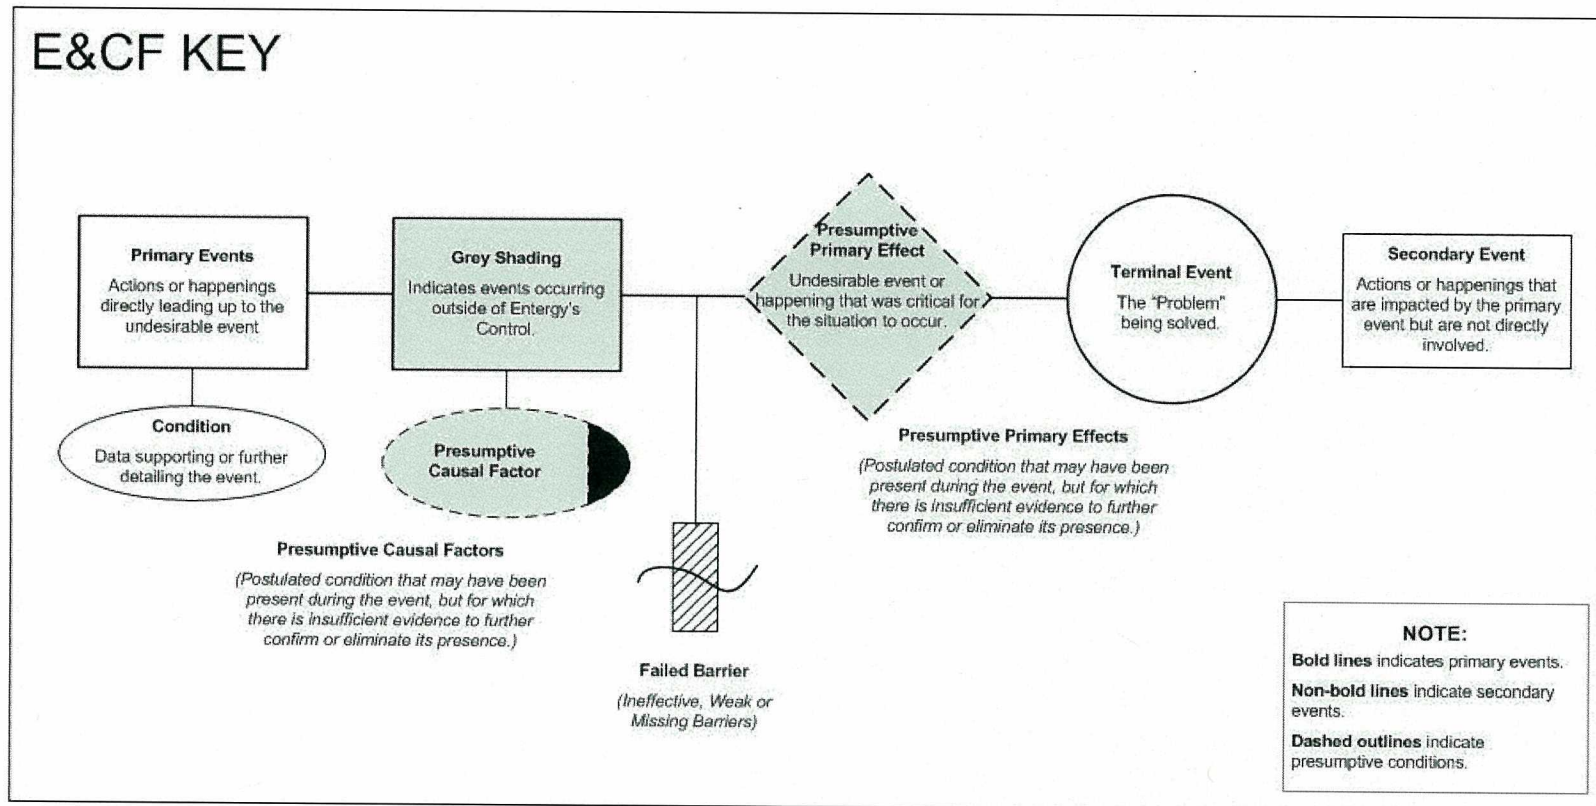 E&CF KEY
Primary Events
Actions or happenings
directly leading up to the
undesirable event
Condition
Data supporting or further
detailing the event.
Grey Shading
Indicates events occurring
outside of Entergy's
Control.
Presumptive
Causal Factor
Presumptive Causal Factors
(Postulated condition that may have been
present during the event, but for which
there is insufficient evidence to further
confirm or eliminate its presence.)
Failed Barrier
(Ineffective, Weak or
Missing Barriers)
Presumptive
Primary Effect
Undesirable event or
happening that was critical for
the situation to occur.
Presumptive Primary Effects
(Postulated condition that may have been
present during the event, but for which
there is insufficient evidence to further
confirm or eliminate its presence.)
Terminal Event
The "Problem"
being solved.
Secondary Event
Actions or happenings that
are impacted by the primary
event but are not directly
involved.
NOTE:
Bold lines indicates primary events.
Non-bold lines indicate secondary
events.
Dashed outlines indicate
presumptive conditions.